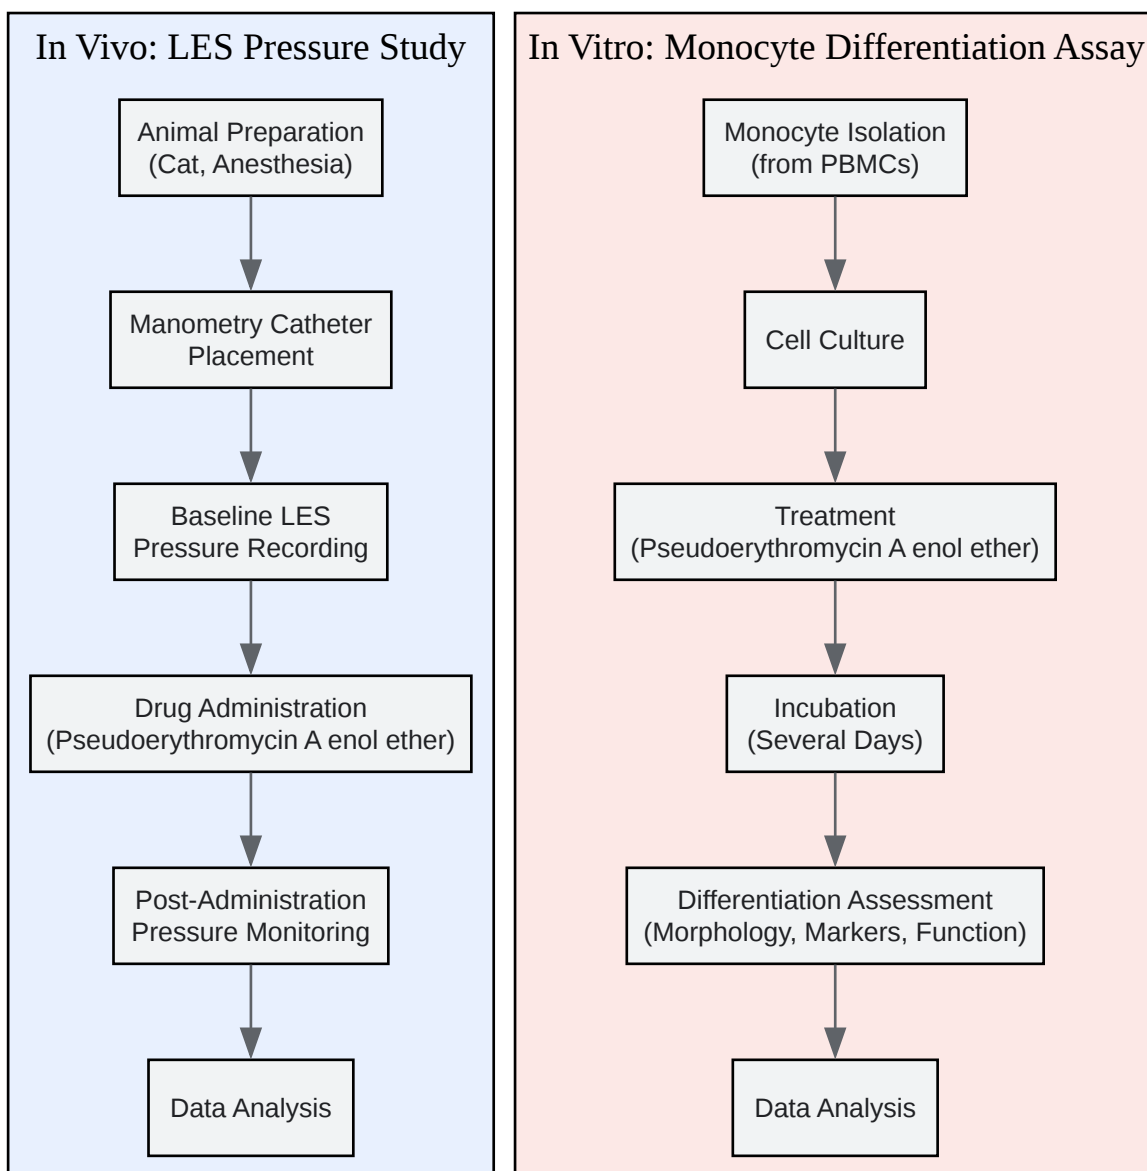 In Vivo: LES Pressure Study
Animal Preparation
(Cat, Anesthesia)
Manometry Catheter
Placement
Baseline LES
Pressure Recording
Drug Administration
(Pseudoerythromycin A enol ether)
Post-Administration
Pressure Monitoring
Data Analysis
In Vitro: Monocyte Differentiation Assay
Monocyte Isolation
(from PBMCs)
Cell Culture
Treatment
(Pseudoerythromycin A enol ether)
Incubation
(Several Days)
Differentiation Assessment
(Morphology, Markers, Function)
Data Analysis